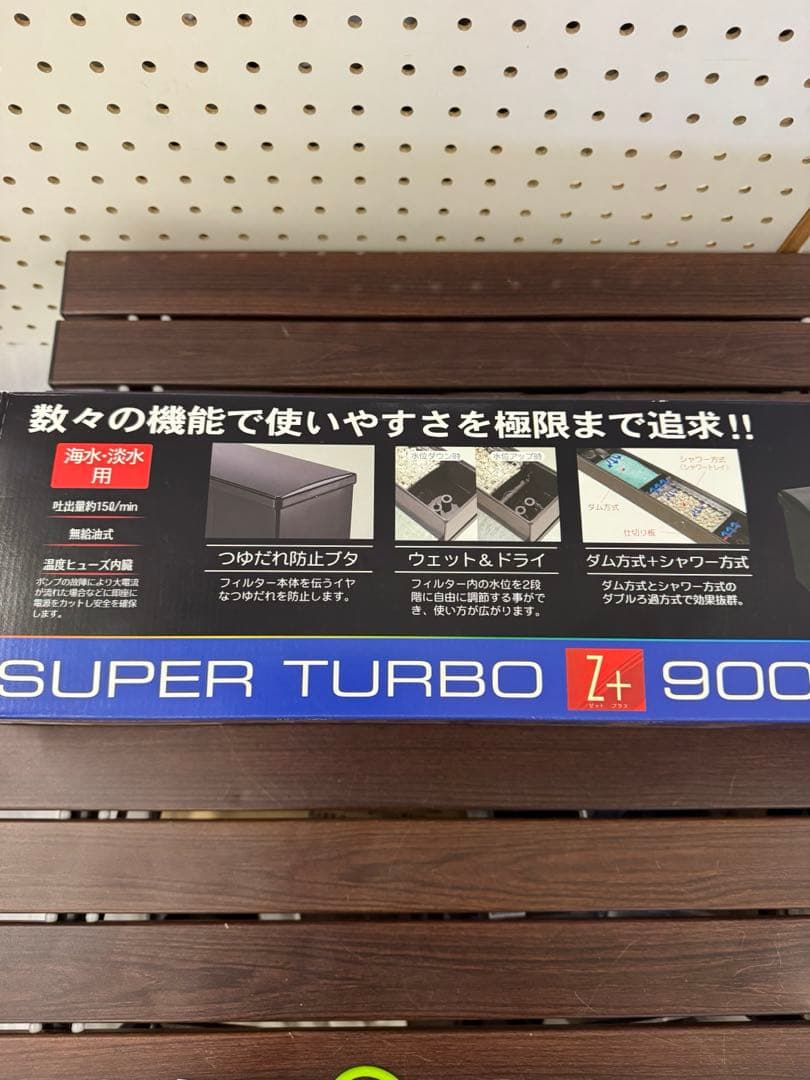 数々の機能で使いやすさを極限まで追求!!
海水・淡水
用
吐出量約15ℓ/min
無給油式
温度ヒューズ内臓
ポンプの故障により大電流
が流れた場合などに即座に
電源をカットし安全を確保
します。
つゆだれ防止ブタ
フィルター本体を伝うイヤ
なつゆだれを防止します。
水位ダウン時
水位アップ時
ウェット&ドライ
フィルター内の水位を2段
階に自由に調節する事がで
き、使い方が広がります。
シャワー方式
(シャワートレイ)
ダム方式
仕切り板
ダム方式+シャワー方式
ダム方式とシャワー方式の
ダブルろ過方式で効果抜群。
SUPER TURBO Z+ 900
ゼット プラス